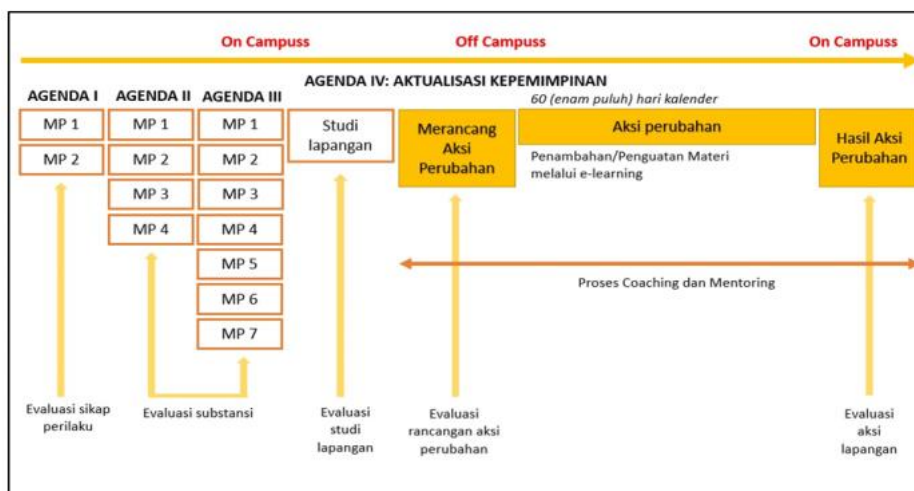 On Campuss
Off Campuss
On Campuss
AGENDA IV: AKTUALISASI KEPEMIMPINAN
AGENDA I
AGENDA II
AGENDA III
60 (enam puluh) hari kalender
MP 1
MP 2
MP 1
MP 2
MP 3
MP 4
MP 1
MP 2
MP 3
MP 4
MP 5
MP 6
MP 7
Studi
lapangan
Merancang
Aksi
Perubahan
Aksi perubahan
Penambahan/Penguatan Materi
melalui e-learning
Hasil Aksi
Perubahan
Proses Coaching dan Mentoring
Evaluasi sikap
perilaku
Evaluasi substansi
Evaluasi
studi
lapangan
Evaluasi
rancangan aksi
perubahan
Evaluasi
aksi
lapangan